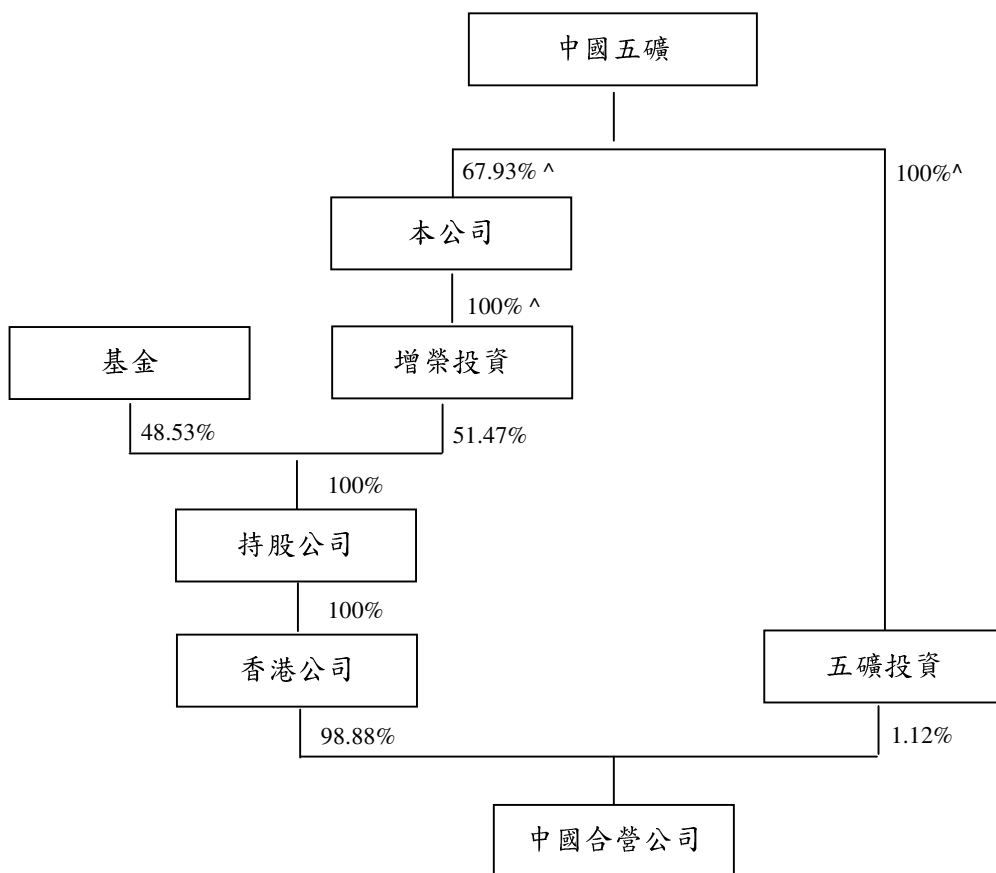 中國五礦
67.93% ^
100%^
本公司
100% ^
基金
增榮投資
48.53%
51.47%
100%
持股公司
100%
香港公司
五礦投資
98.88%
1.12%
中國合營公司